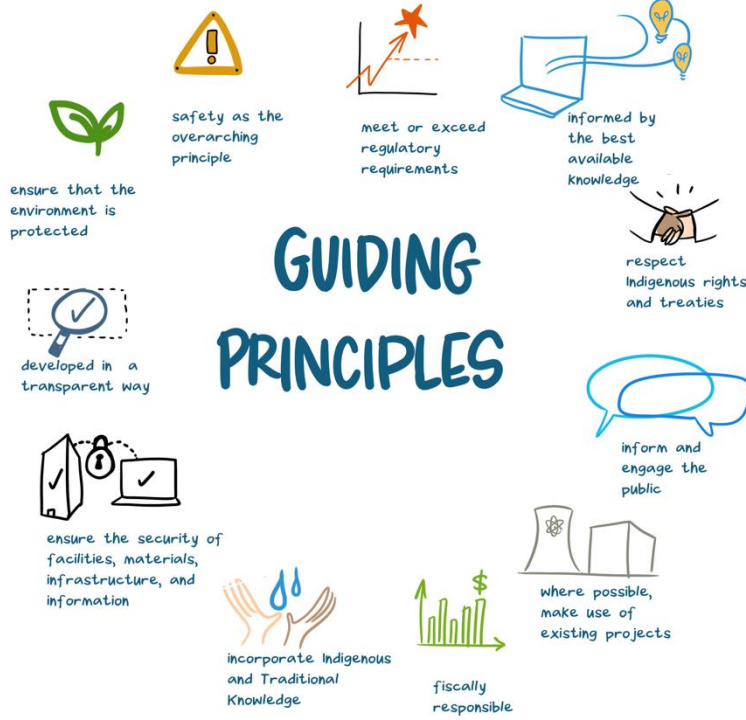 GUIDING
PRINCIPLES
safety as the
overarching
principle
meet or exceed
regulatory
requirements
informed by
the best
available
Knowledge
respect
Indigenous rights
and treaties
inform and
engage the
public
where possible,
make use of
existing projects
$
fiscally
responsible
incorporate Indigenous
and Traditional
Knowledge
ensure the security of
facilities, materials,
infrastructure, and
information
developed in a
transparent way
ensure that the
environment is
protected